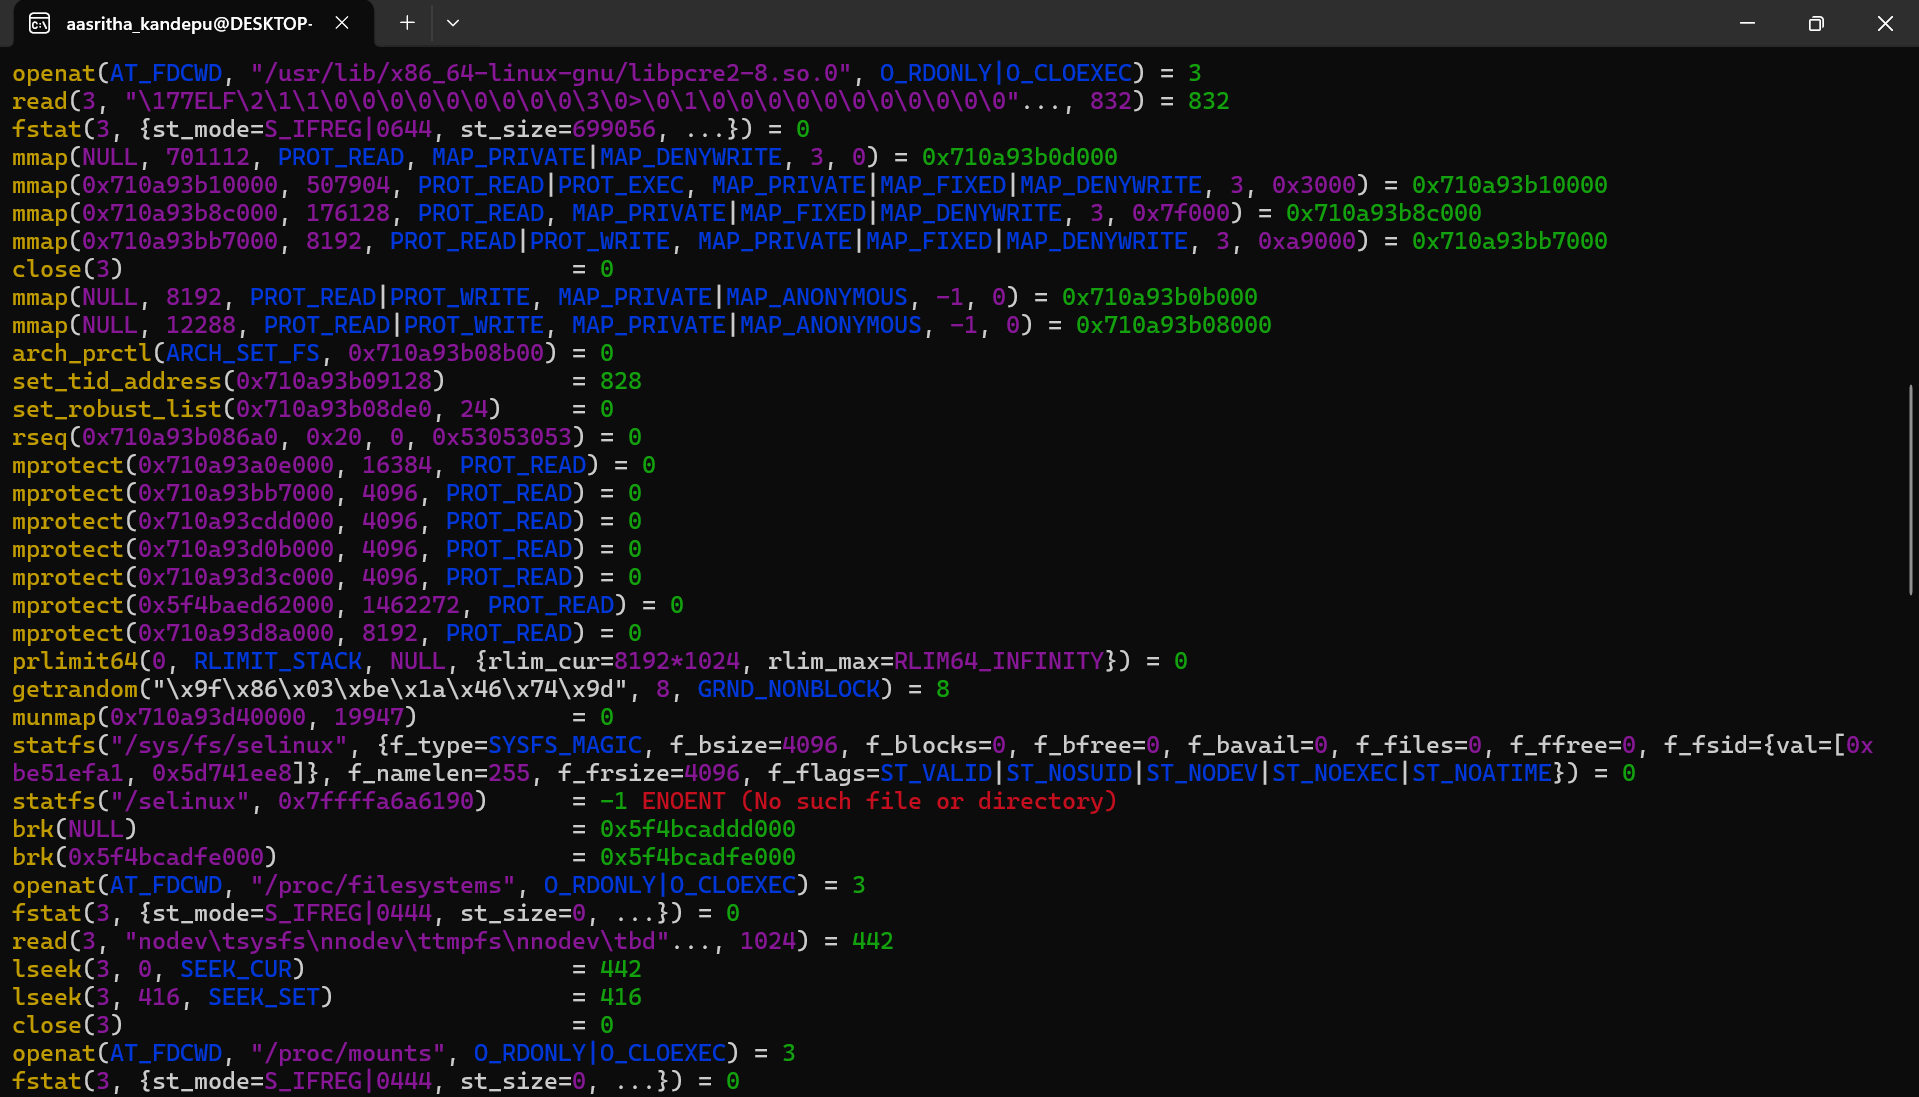 aasritha_kandepu@DESKTOP-
openat(AT_FDCWD, "/usr/lib/x86_64-linux-gnu/libpcre2-8.so.0", O_RDONLY|O_CLOEXEC) = 3
read(3, "\177ELF\2\1\1\0\0\0\0\0\0\0\0\0\3\0>\0\1\0\0\0\0\0\0\0\0\0\0\0"..., 832) = 832
fstat(3, {st_mode=S_IFREG|0644, st_size=699056, ...}) = 0
mmap(NULL, 701112, PROT_READ, MAP_PRIVATE|MAP_DENYWRITE, 3, 0) = 0x710a93b0d000
mmap(0x710a93b10000, 507904, PROT_READ|PROT_EXEC, MAP_PRIVATE|MAP_FIXED|MAP_DENYWRITE, 3, 0x3000) = 0x710a93b10000
mmap(0x710a93b8c000, 176128, PROT_READ, MAP_PRIVATE|MAP_FIXED|MAP_DENYWRITE, 3, 0x7f000) = 0x710a93b8c000
mmap(0x710a93bb7000, 8192, PROT_READ|PROT_WRITE, MAP_PRIVATE|MAP_FIXED|MAP_DENYWRITE, 3, 0xa9000) = 0x710a93bb7000
close(3)                                = 0
mmap(NULL, 8192, PROT_READ|PROT_WRITE, MAP_PRIVATE|MAP_ANONYMOUS, -1, 0) = 0x710a93b0b000
mmap(NULL, 12288, PROT_READ|PROT_WRITE, MAP_PRIVATE|MAP_ANONYMOUS, -1, 0) = 0x710a93b08000
arch_prctl(ARCH_SET_FS, 0x710a93b08b00) = 0
set_tid_address(0x710a93b09128)         = 828
set_robust_list(0x710a93b08de0, 24)     = 0
rseq(0x710a93b086a0, 0x20, 0, 0x53053053) = 0
mprotect(0x710a93a0e000, 16384, PROT_READ) = 0
mprotect(0x710a93bb7000, 4096, PROT_READ) = 0
mprotect(0x710a93cdd000, 4096, PROT_READ) = 0
mprotect(0x710a93d0b000, 4096, PROT_READ) = 0
mprotect(0x710a93d3c000, 4096, PROT_READ) = 0
mprotect(0x5f4baed62000, 1462272, PROT_READ) = 0
mprotect(0x710a93d8a000, 8192, PROT_READ) = 0
prlimit64(0, RLIMIT_STACK, NULL, {rlim_cur=8192*1024, rlim_max=RLIM64_INFINITY}) = 0
getrandom("\x9f\x86\x03\xbe\x1a\x46\x74\x9d", 8, GRND_NONBLOCK) = 8
munmap(0x710a93d40000, 19947)           = 0
statfs("/sys/fs/selinux", {f_type=SYSFS_MAGIC, f_bsize=4096, f_blocks=0, f_bfree=0, f_bavail=0, f_files=0, f_ffree=0, f_fsid={val=[0x
be51efa1, 0x5d741ee8]}, f_namelen=255, f_frsize=4096, f_flags=ST_VALID|ST_NOSUID|ST_NODEV|ST_NOEXEC|ST_NOATIME}) = 0
statfs("/selinux", 0x7ffffa6a6190)      = -1 ENOENT (No such file or directory)
brk(NULL)                               = 0x5f4bcaddd000
brk(0x5f4bcadfe000)                     = 0x5f4bcadfe000
openat(AT_FDCWD, "/proc/filesystems", O_RDONLY|O_CLOEXEC) = 3
fstat(3, {st_mode=S_IFREG|0444, st_size=0, ...}) = 0
read(3, "nodev\tsysfs\nnodev\ttmpfs\nnodev\tbd"..., 1024) = 442
lseek(3, 0, SEEK_CUR)                   = 442
lseek(3, 416, SEEK_SET)                 = 416
close(3)                                = 0
openat(AT_FDCWD, "/proc/mounts", O_RDONLY|O_CLOEXEC) = 3
fstat(3, {st_mode=S_IFREG|0444, st_size=0, ...}) = 0